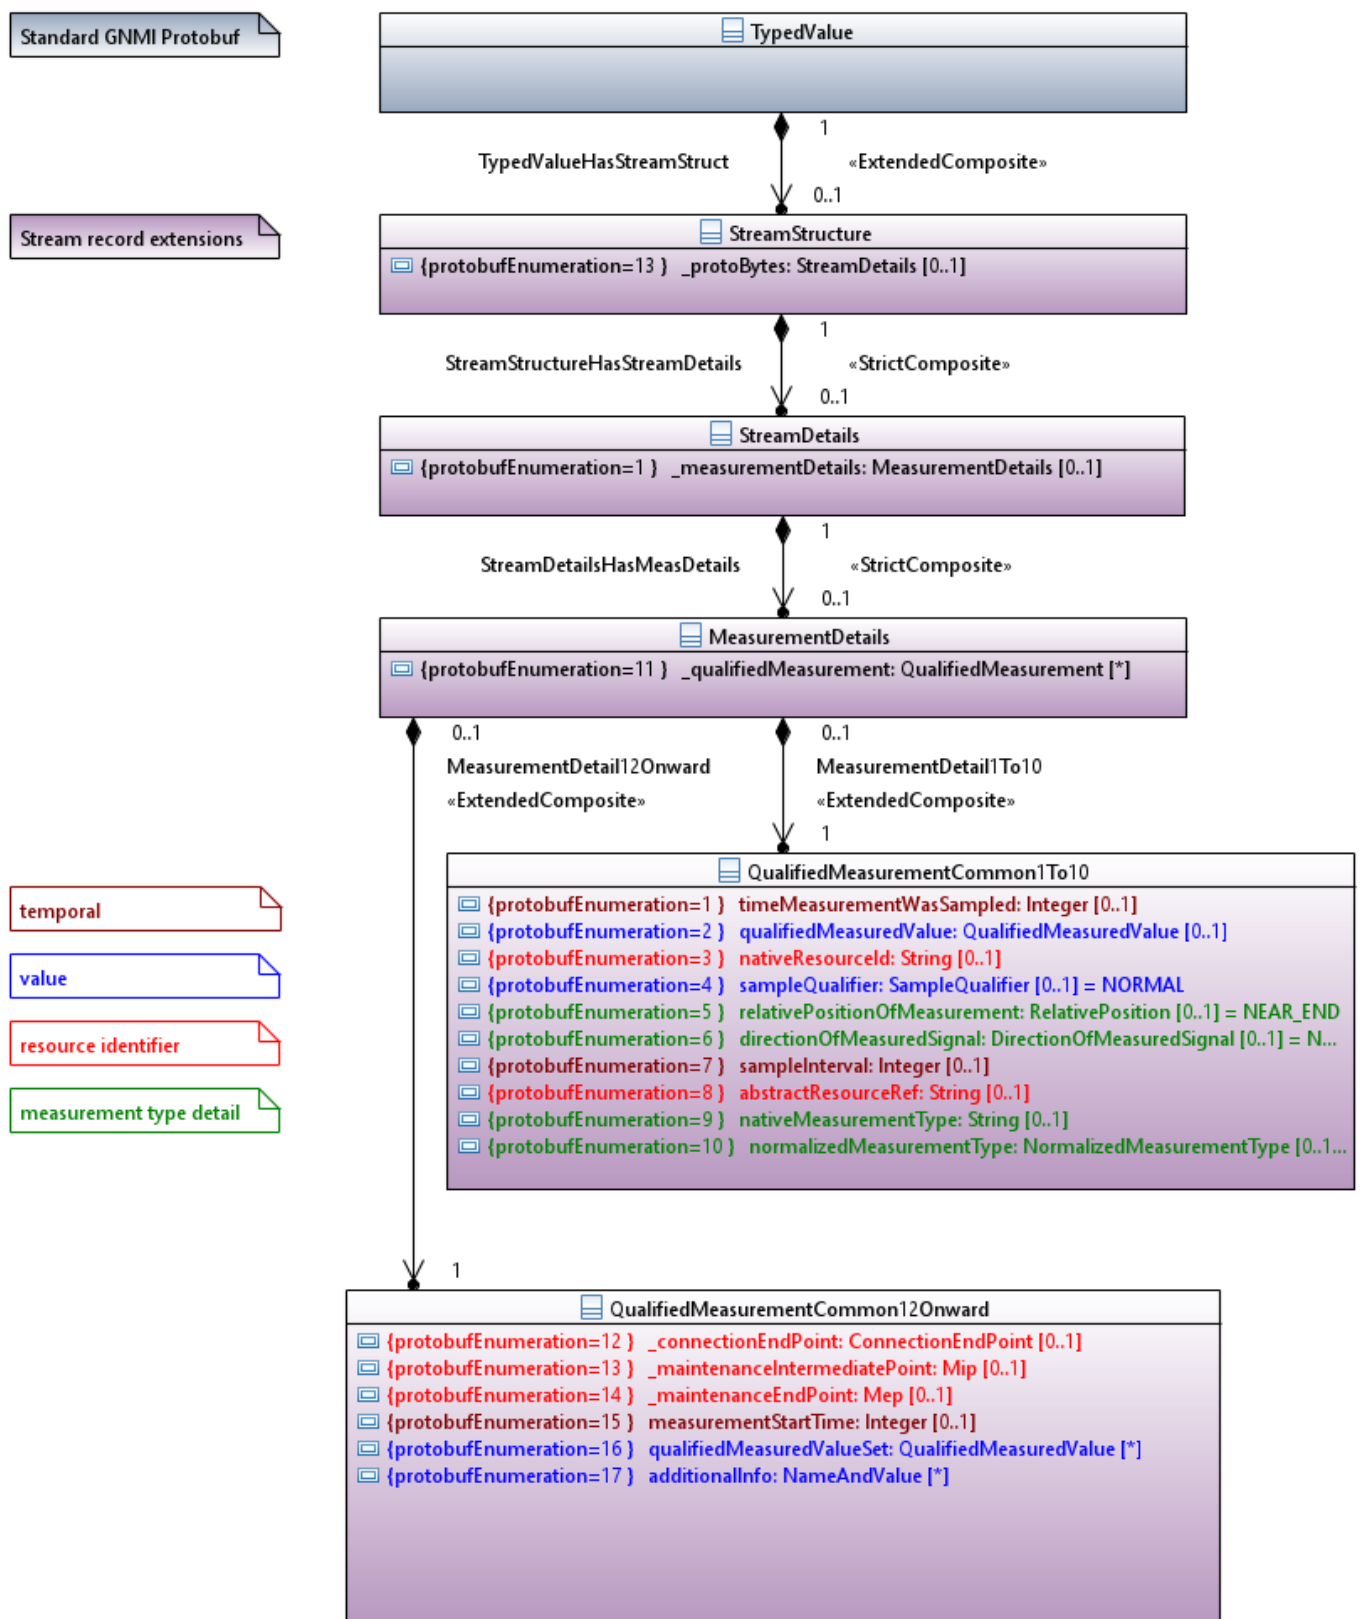 Standard GNMI Protobuf
TypedValue
1
TypedValueHasStreamStruct
«ExtendedComposite»
0..1
Stream record extensions
StreamStructure
{protobufEnumeration=13 } _protoBytes: StreamDetails [0..1]
1
StreamStructureHasStreamDetails
«StrictComposite»
0..1
StreamDetails
{protobufEnumeration=1 } _measurementDetails: MeasurementDetails [0..1]
1
StreamDetailsHasMeasDetails
«StrictComposite»
0..1
MeasurementDetails
{protobufEnumeration=11 } _qualifiedMeasurement: QualifiedMeasurement [*]
0..1
MeasurementDetail12Onward
«ExtendedComposite»
0..1
MeasurementDetail1To10
«ExtendedComposite»
1
QualifiedMeasurementCommon1To10
{protobufEnumeration=1 } timeMeasurementWasSampled: Integer [0..1]
{protobufEnumeration=2 } qualifiedMeasuredValue: QualifiedMeasuredValue [0..1]
{protobufEnumeration=3 } nativeResourceId: String [0..1]
{protobufEnumeration=4 } sampleQualifier: SampleQualifier [0..1] = NORMAL
{protobufEnumeration=5 } relativePositionOfMeasurement: RelativePosition [0..1] = NEAR_END
{protobufEnumeration=6 } directionOfMeasuredSignal: DirectionOfMeasuredSignal [0..1] = N...
{protobufEnumeration=7 } sampleInterval: Integer [0..1]
{protobufEnumeration=8 } abstractResourceRef: String [0..1]
{protobufEnumeration=9 } nativeMeasurementType: String [0..1]
{protobufEnumeration=10 } normalizedMeasurementType: NormalizedMeasurementType [0..1...
temporal
value
resource identifier
measurement type detail
1
QualifiedMeasurementCommon12Onward
{protobufEnumeration=12 } _connectionEndPoint: ConnectionEndPoint [0..1]
{protobufEnumeration=13 } _maintenanceIntermediatePoint: Mip [0..1]
{protobufEnumeration=14 } _maintenanceEndPoint: Mep [0..1]
{protobufEnumeration=15 } measurementStartTime: Integer [0..1]
{protobufEnumeration=16 } qualifiedMeasuredValueSet: QualifiedMeasuredValue [*]
{protobufEnumeration=17 } additionalInfo: NameAndValue [*]